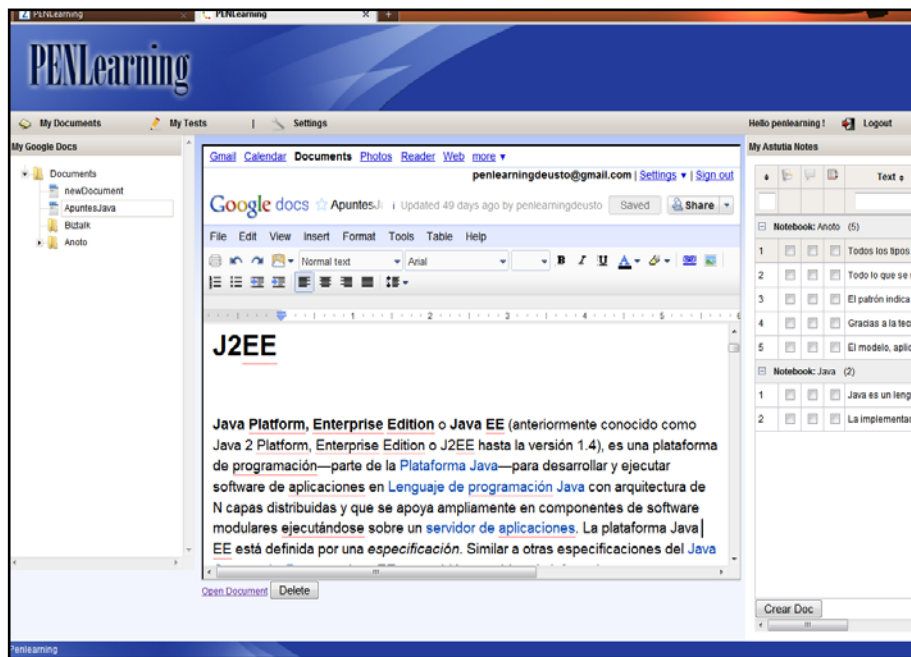 PENLearning
PENLearning
PENLearning
My Documents My Tests | Settings Hello penlearning ! Logout
My Google Docs
Documents
newDocument
ApuntesJava
Biztalk
Anoto
Gmail Calendar Documents Photos Reader Web more ▼
penlearningdeusto@gmail.com | Settings ▼ | Sign out
Google docs ApuntesJ Updated 49 days ago by penlearningdeusto Saved Share
File Edit View Insert Format Tools Table Help
Normal text Arial B I U A
1 2 3 4 5 6
J2EE
Java Platform, Enterprise Edition o Java EE (anteriormente conocido como
Java 2 Platform, Enterprise Edition o J2EE hasta la versión 1.4), es una plataforma
de programación—parte de la Plataforma Java—para desarrollar y ejecutar
software de aplicaciones en Lenguaje de programación Java con arquitectura de
N capas distribuidas y que se apoya ampliamente en componentes de software
modulares ejecutándose sobre un servidor de aplicaciones. La plataforma Java
EE está definida por una especificación. Similar a otras especificaciones del Java
Open Document Delete
My Astutia Notes
Text
Notebook: Anoto (5)
1 Todos los tipos
2 Todo lo que se
3 El patrón indica
4 Gracias a la tec
5 El modelo, aplic
Notebook: Java (2)
1 Java es un leng
2 La implementac
Crear Doc
Penlearning